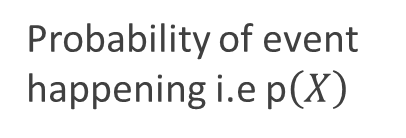 Probability of event
happening i.e p(X)